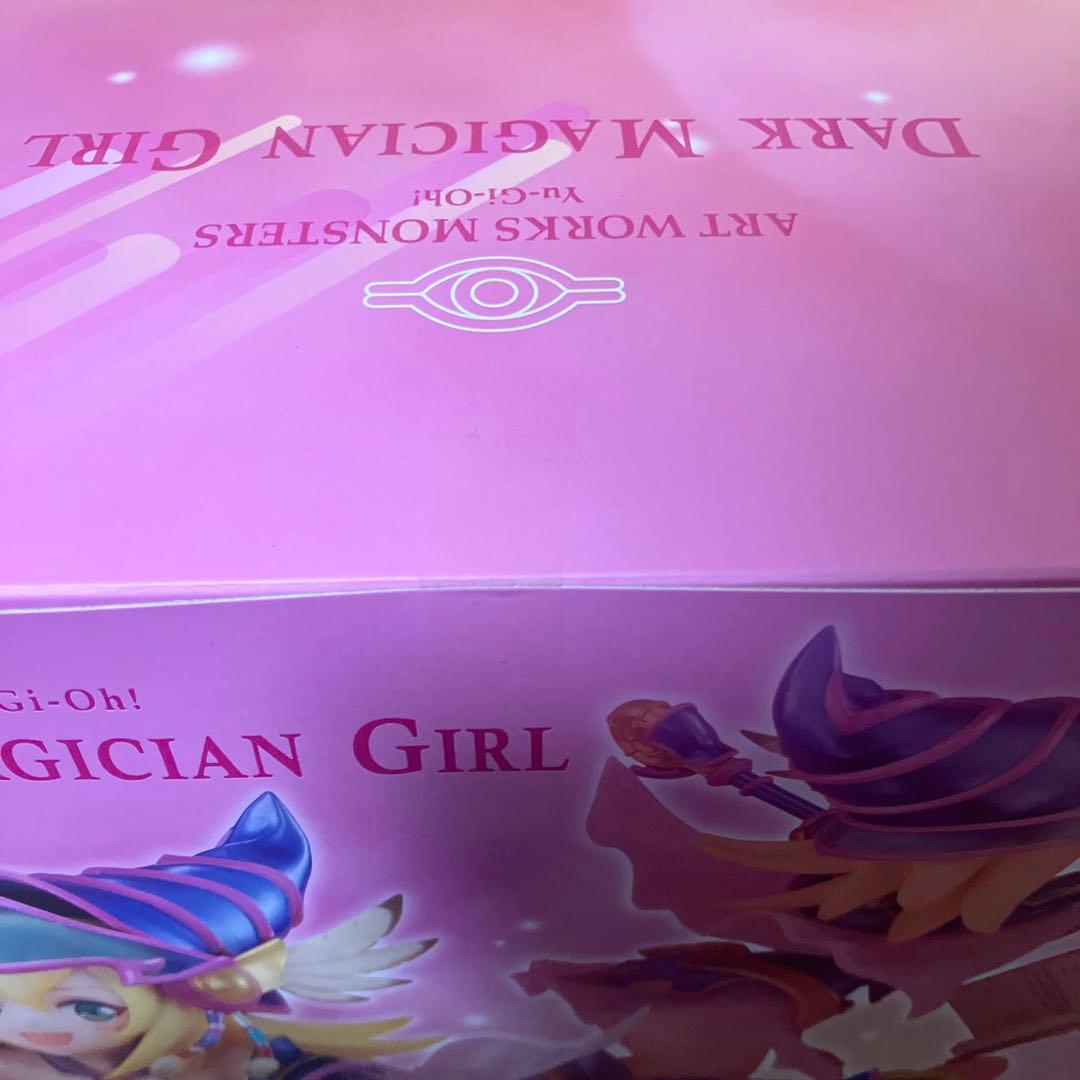 DARK MAGICIAN GIRL
Yu-Gi-Oh!
ART WORKS MONSTERS
Gi-Oh!
AGICIAN GIRL